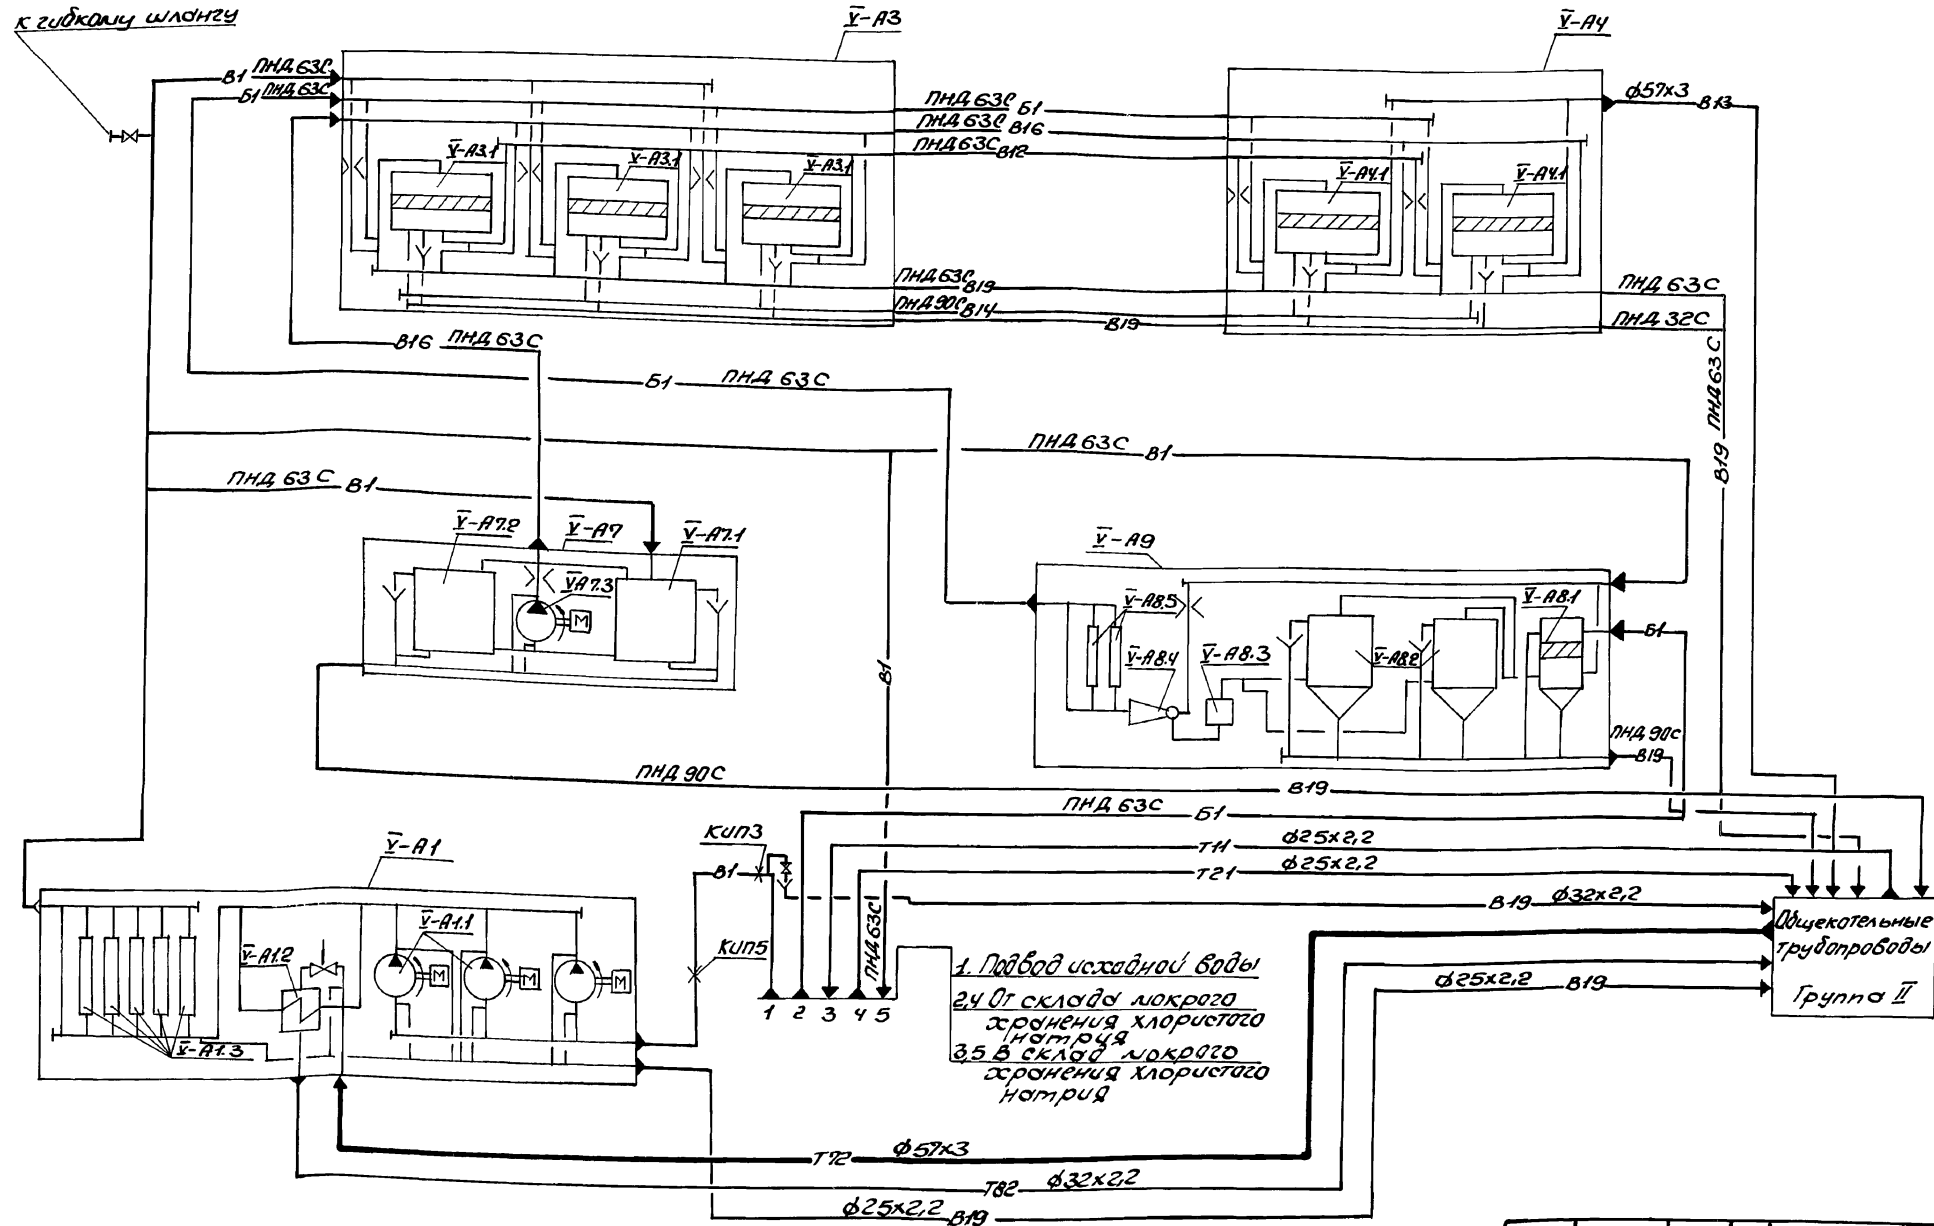 к гибкому шлангу
V-А3
V-А4
В1 ПНД 63С
Б1 ПНД 63С
ПНД 63С Б1
ПНД 63С В16
ПНД 63С В12
ф57х3
В13
V-А3.1
V-А3.1
V-А3.1
V-А4.1
V-А4.1
ПНД 63С
В19
ПНД 90С В14
В19
ПНД 63С
ПНД 32С
В16 ПНД 63С
Б1 ПНД 63С
В19 ПНД 63С
ПНД 63С В1
ПНД 63С В1
V-А7.2
V-А7
V-А7.1
VА7.3
М
V-А9
V-А8.5
V-А8.1
V-А8.4
V-А8.3
V-А8.2
Б1
В1
ПНД 90С
В19
ПНД 90С
В19
ПНД 63С
Б1
КИП3
Т11 ф25х2,2
Т21 ф25х2,2
В1
V-А1
В19 ф32х2,2
V-А1.1
V-А1.2
V-А1.3
М
М
М
КИП5
ПНД 63С
1 2 3 4 5
1. Подвод исходной воды
2,4 От склада мокрого
хранения хлористого
натрия
3,5 В склад мокрого
хранения хлористого
натрия
Общекотельные
трубопроводы
Группа II
ф25х2,2 В19
Т72 ф57х3
Т82 ф32х2,2
ф25х2,2 В19